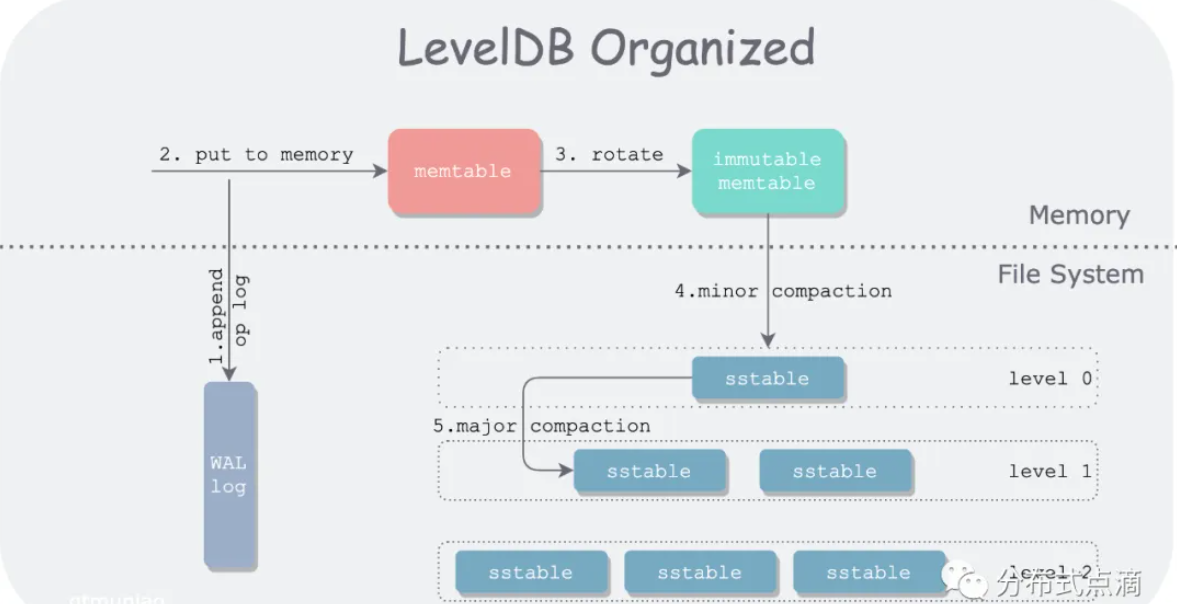 LevelDB Organized
2. put to memory
memtable
3. rotate
immutable
memtable
Memory
File System
1.append
op log
4.minor compaction
sstable
level 0
5.major compaction
sstable
sstable
level 1
WAL
log
sstable
sstable
sstable
level 2
分布式点滴